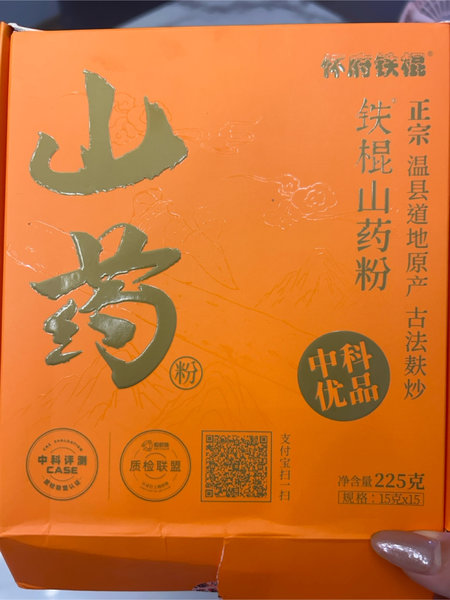 怀府铁棍®
正宗 温县道地原产 古法麸炒
铁棍山药粉
山药
粉
中科
优品
中科评测
CASE
质检联盟
支付宝扫一扫
净含量225克
规格:15克x15